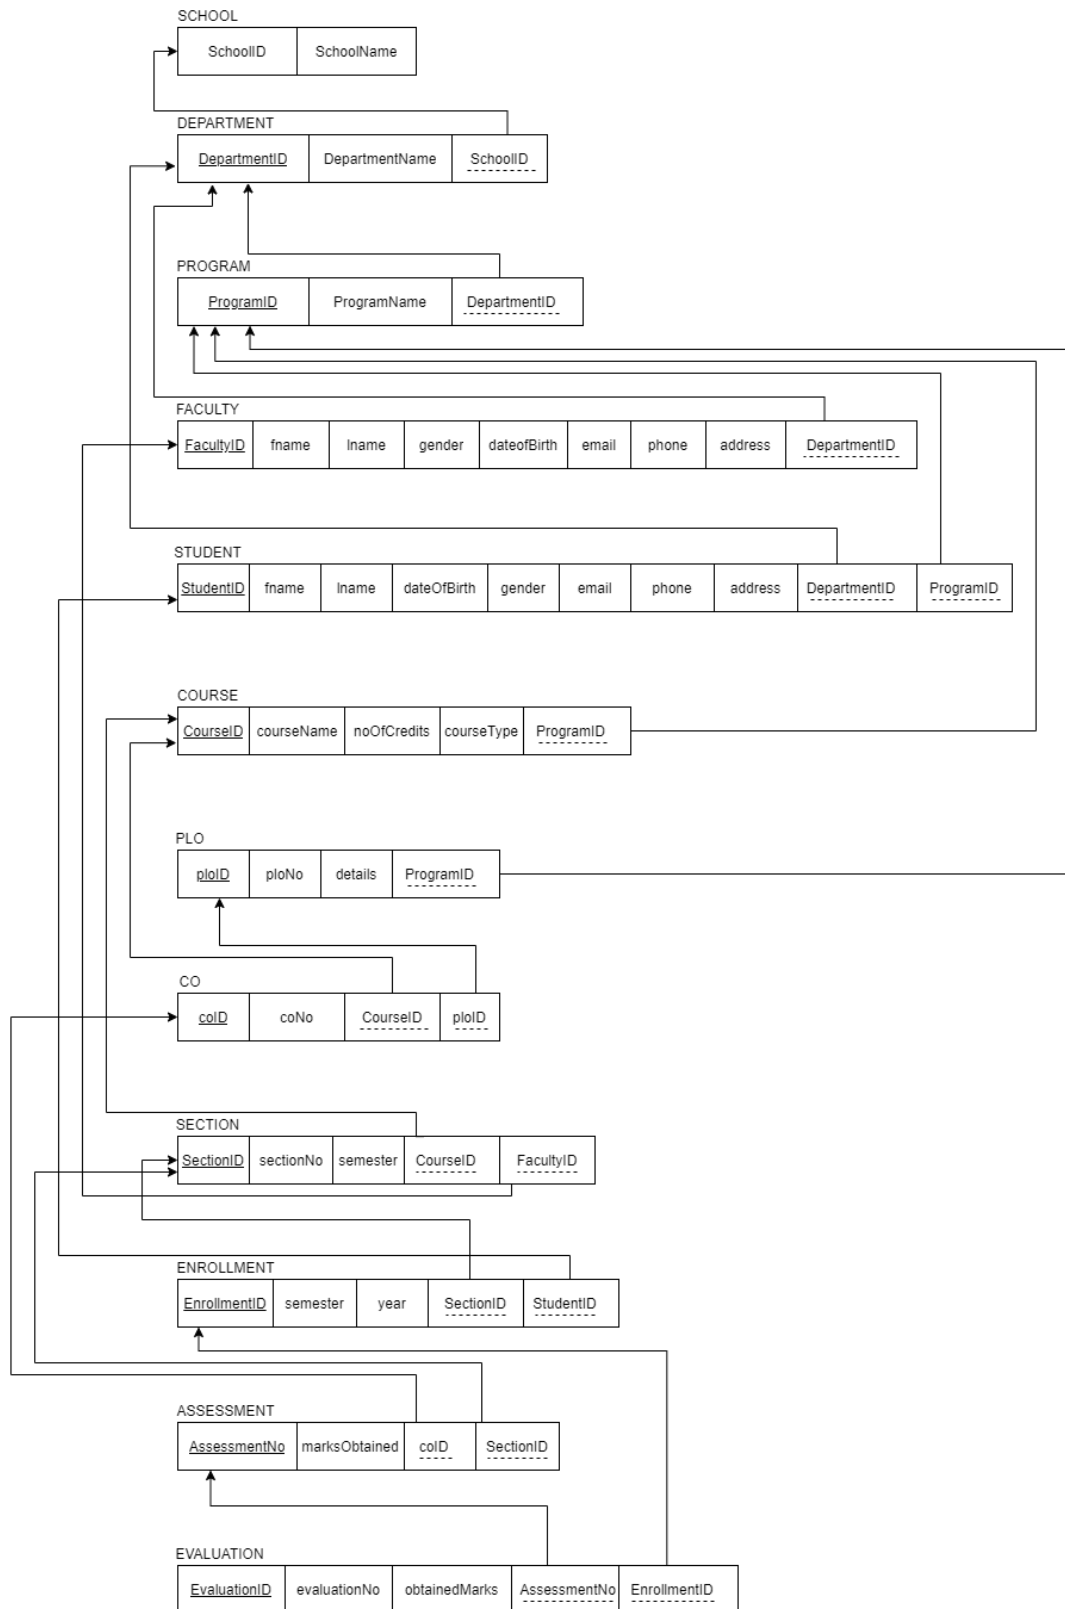 SCHOOL
SchoolID SchoolName
DEPARTMENT
DepartmentID DepartmentName SchoolID
PROGRAM
ProgramID ProgramName DepartmentID
FACULTY
FacultyID fname lname gender dateofBirth email phone address DepartmentID
STUDENT
StudentID fname lname dateOfBirth gender email phone address DepartmentID ProgramID
COURSE
CourseID courseName noOfCredits courseType ProgramID
PLO
ploID ploNo details ProgramID
CO
coID coNo CourseID ploID
SECTION
SectionID sectionNo semester CourseID FacultyID
ENROLLMENT
EnrollmentID semester year SectionID StudentID
ASSESSMENT
AssessmentNo marksObtained coID SectionID
EVALUATION
EvaluationID evaluationNo obtainedMarks AssessmentNo EnrollmentID